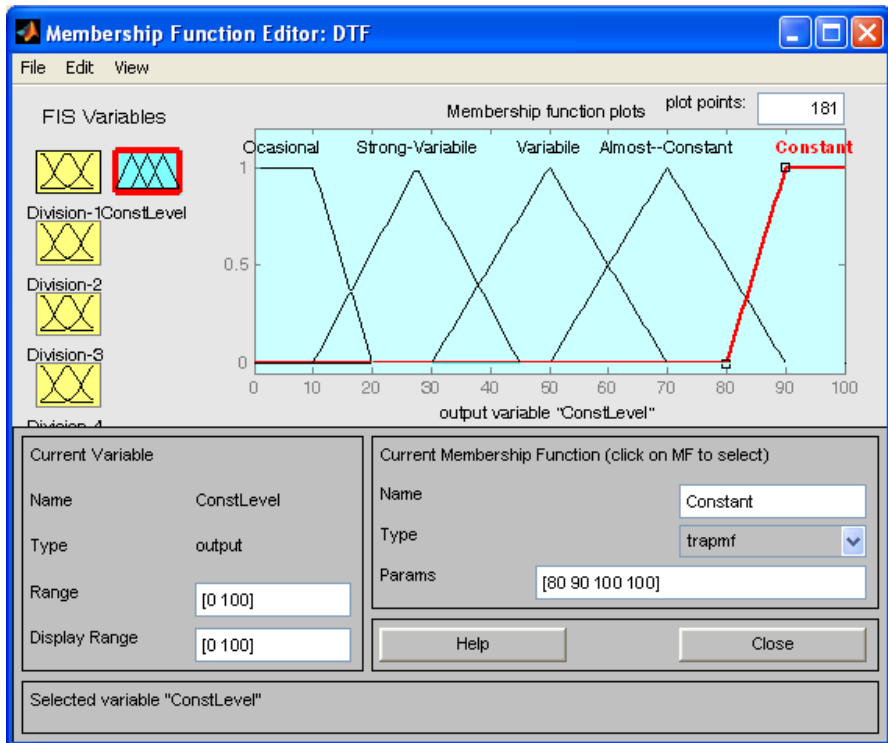 Membership Function Editor: DTF
File Edit View
FIS Variables
Membership function plots
plot points:
181
Division-1
ConstLevel
Division-2
Division-3
Division-4
Ocasional Strong-Variabile Variabile Almost--Constant Constant
1
0.5
0
0 10 20 30 40 50 60 70 80 90 100
output variable "ConstLevel"
Current Variable
Name ConstLevel
Type output
Range [0 100]
Display Range [0 100]
Current Membership Function (click on MF to select)
Name Constant
Type trapmf
Params [80 90 100 100]
Help Close
Selected variable "ConstLevel"